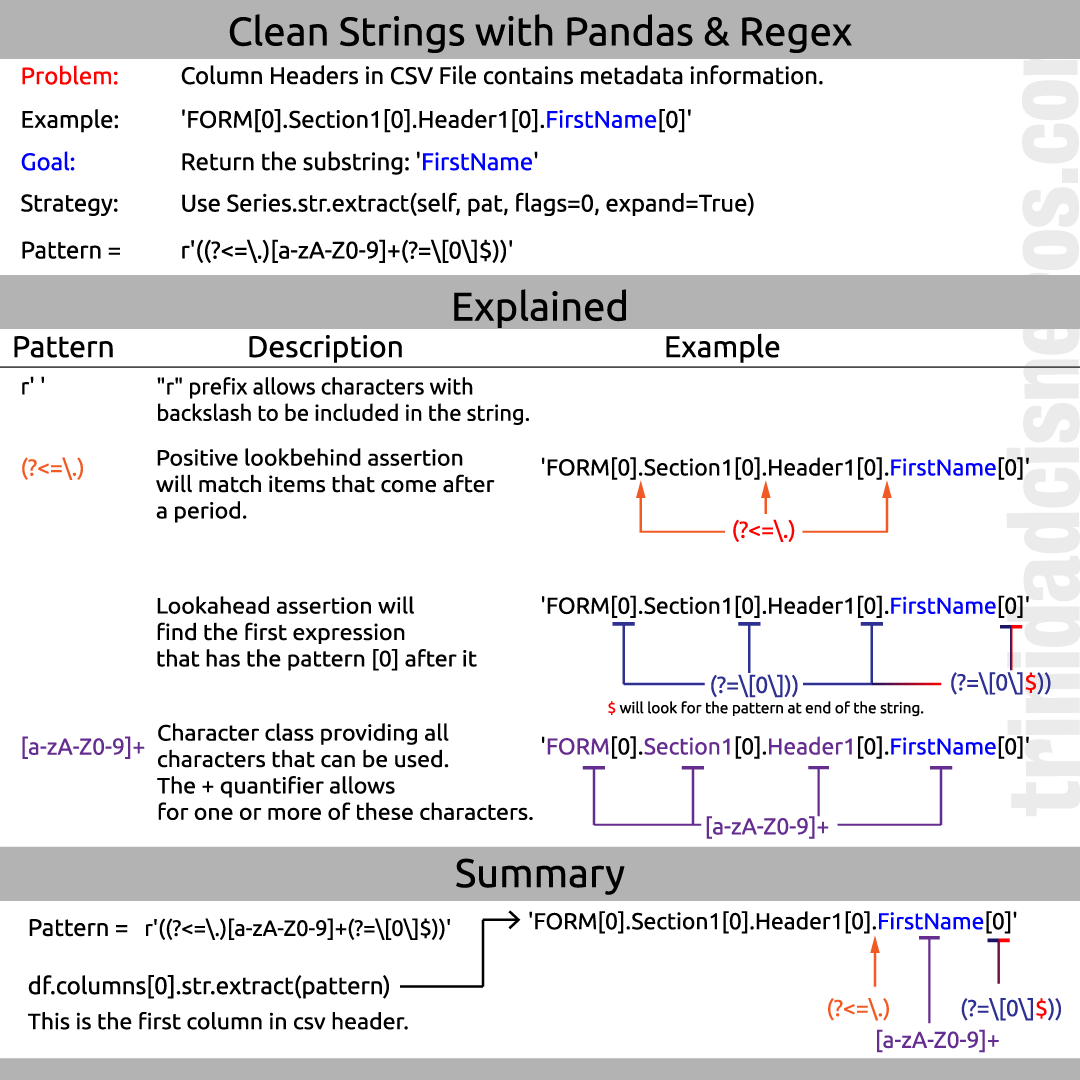 Clean Strings with Pandas & Regex
Problem: Column Headers in CSV File contains metadata information.
Example: 'FORM[0].Section1[0].Header1[0].FirstName[0]'
Goal: Return the substring: 'FirstName'
Strategy: Use Series.str.extract(self, pat, flags=0, expand=True)
Pattern = r'((?<=\.)[a-zA-Z0-9]+(?=\[0\]$))'
Explained
Pattern Description Example
r' ' "r" prefix allows characters with
backslash to be included in the string.
(?<=\.) Positive lookbehind assertion
will match items that come after
a period.
'FORM[0].Section1[0].Header1[0].FirstName[0]'
(?<=\.)
Lookahead assertion will
find the first expression
that has the pattern [0] after it
'FORM[0].Section1[0].Header1[0].FirstName[0]'
(?=\[0\])) (?=\[0\]$))
$ will look for the pattern at end of the string.
[a-zA-Z0-9]+ Character class providing all
characters that can be used.
The + quantifier allows
for one or more of these characters.
'FORM[0].Section1[0].Header1[0].FirstName[0]'
[a-zA-Z0-9]+
Summary
Pattern = r'((?<=\.)[a-zA-Z0-9]+(?=\[0\]$))'
df.columns[0].str.extract(pattern)
This is the first column in csv header.
'FORM[0].Section1[0].Header1[0].FirstName[0]'
(?<=\.) (?=\[0\]$))
[a-zA-Z0-9]+